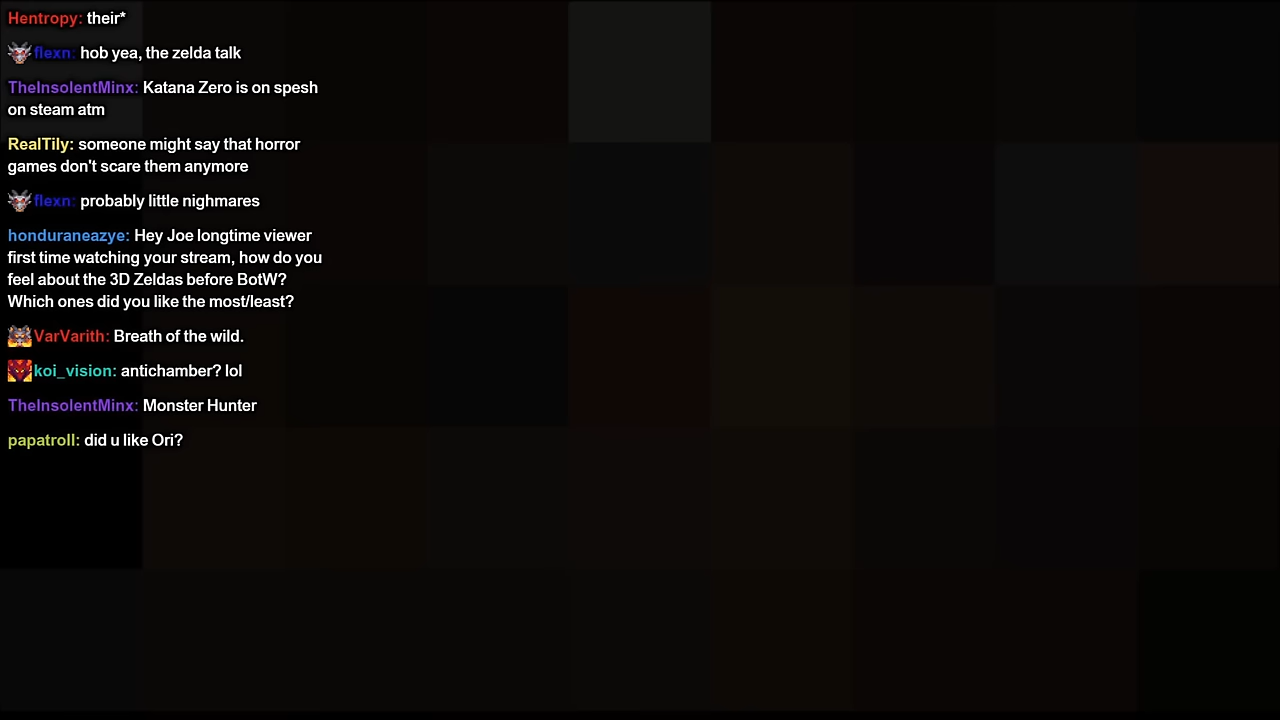 Hentropy: their*
flexn: hob yea, the zelda talk
TheInsolentMinx: Katana Zero is on spesh
on steam atm
RealTily: someone might say that horror
games don't scare them anymore
flexn: probably little nighmares
honduraneazye: Hey Joe longtime viewer
first time watching your stream, how do you
feel about the 3D Zeldas before BotW?
Which ones did you like the most/least?
VarVarith: Breath of the wild.
koi_vision: antichamber? lol
TheInsolentMinx: Monster Hunter
papatroll: did u like Ori?